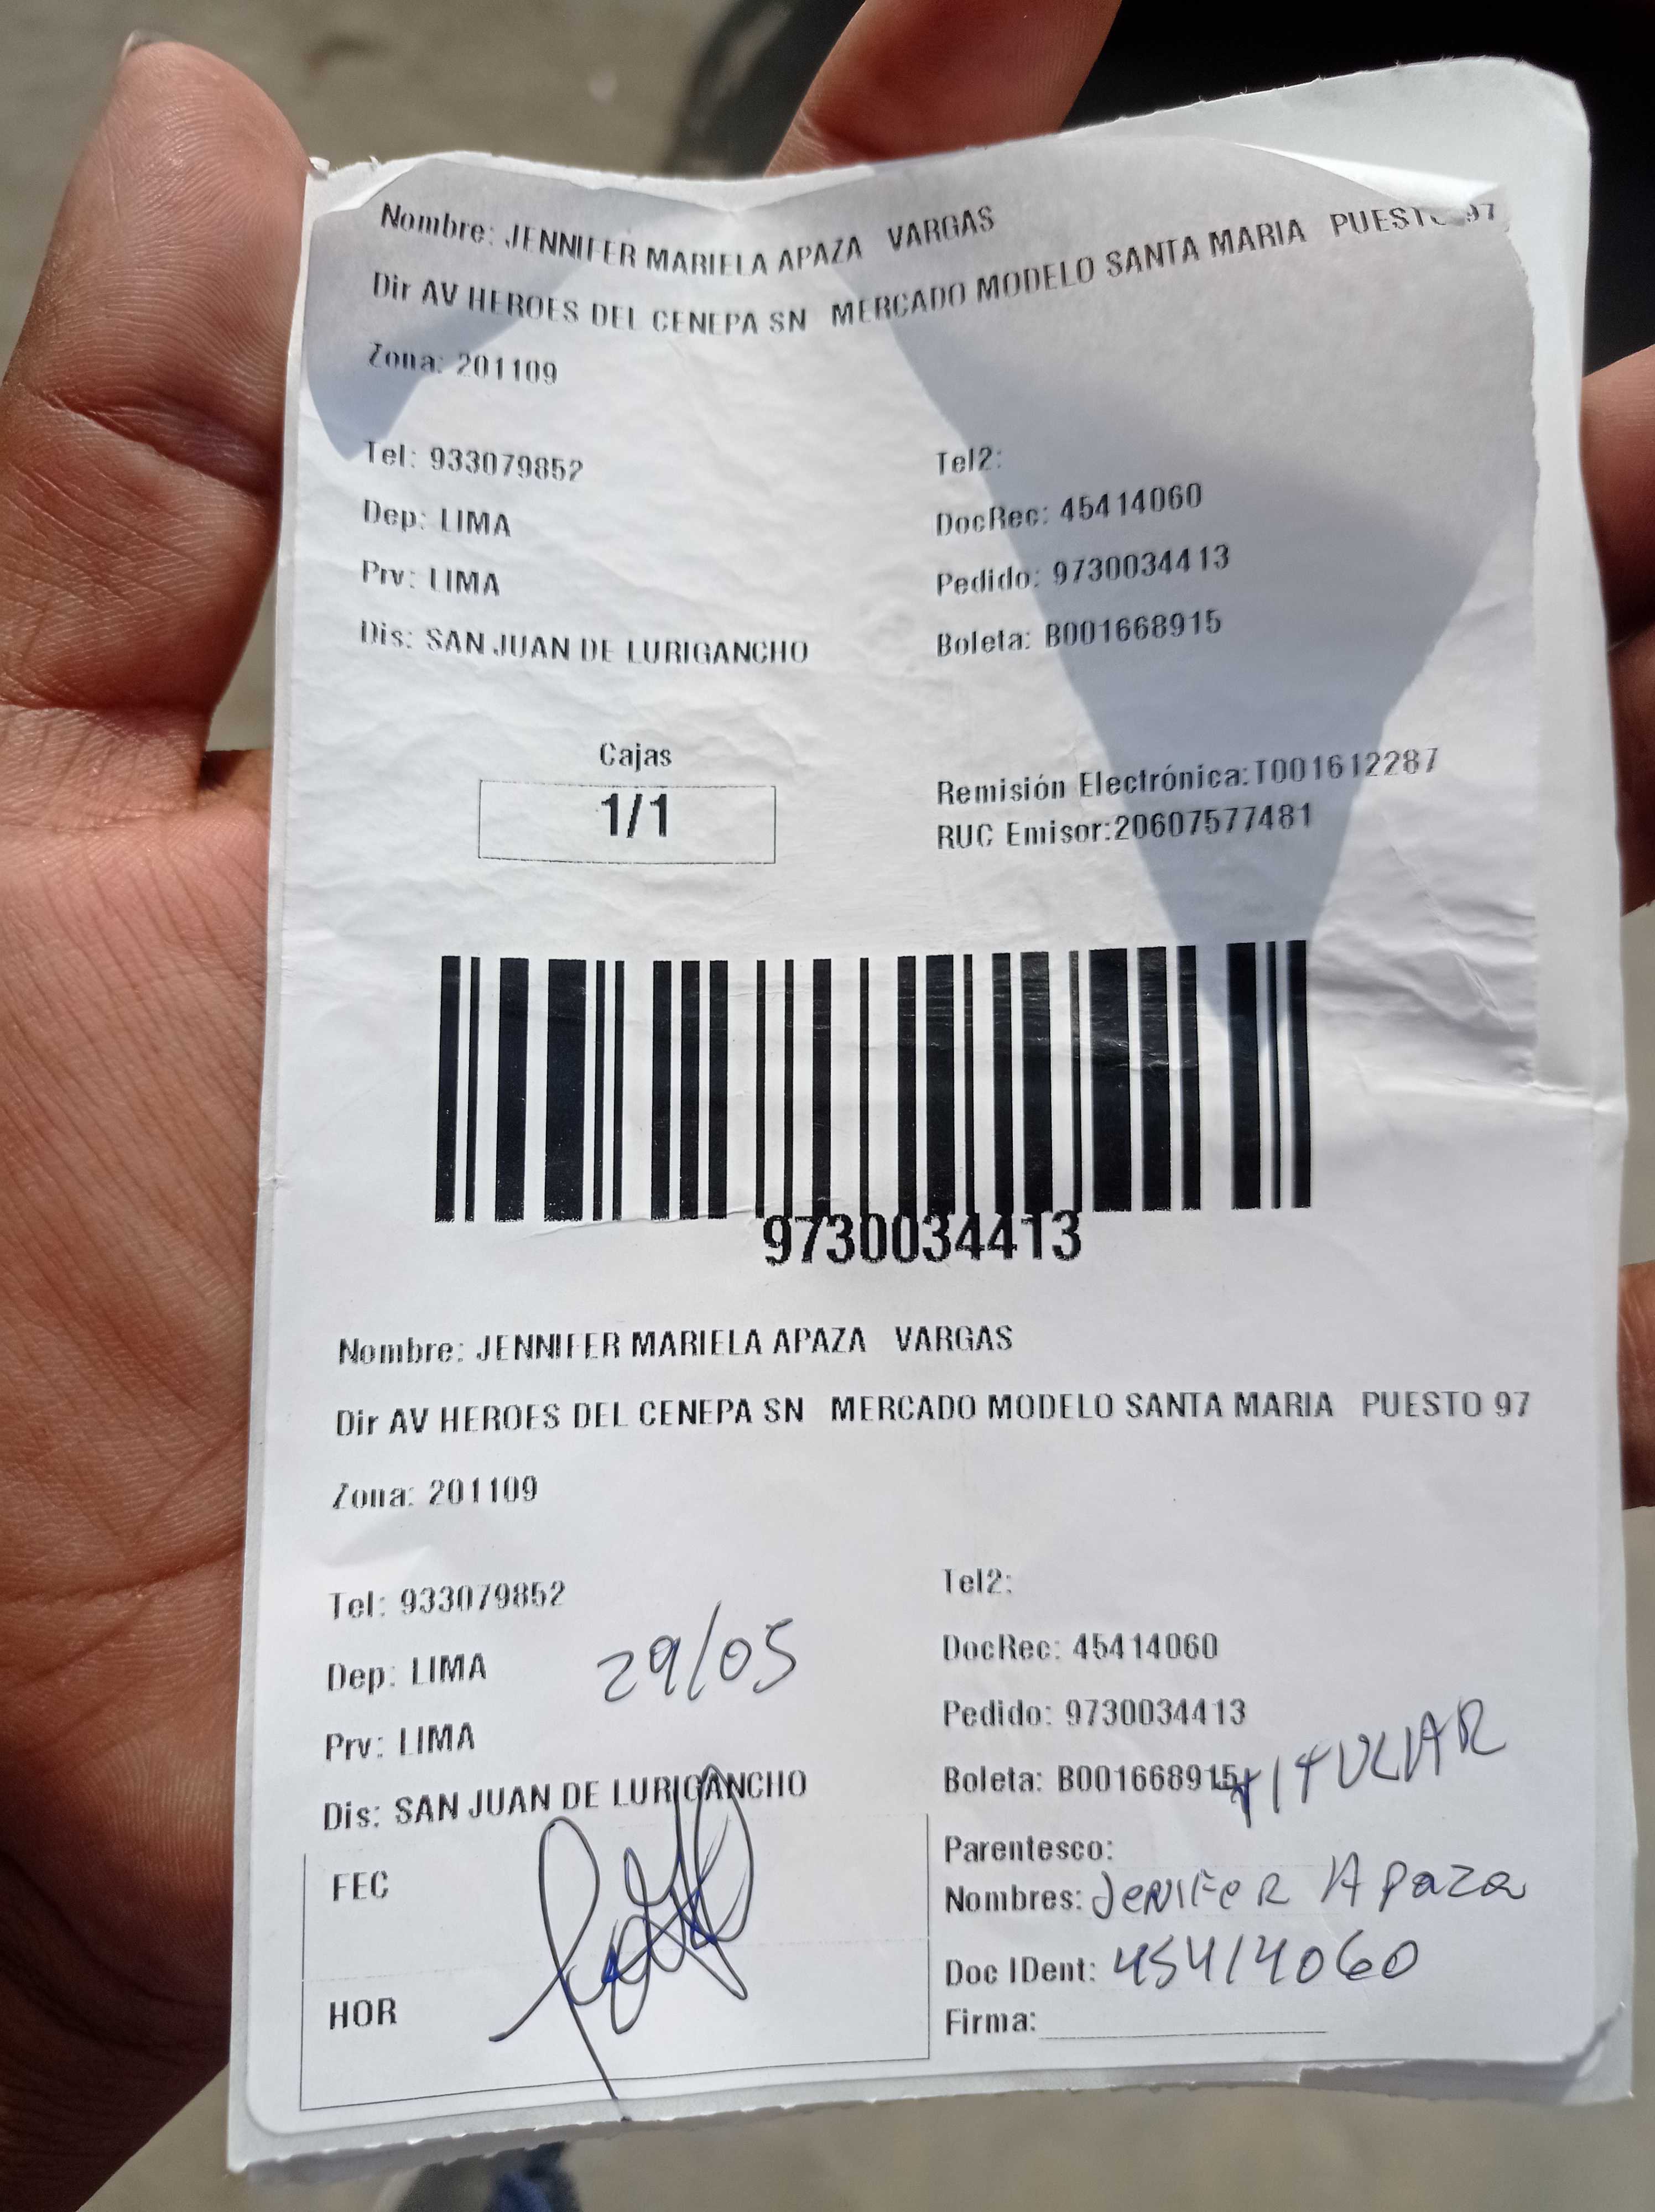 Nombre: JENNIFER MARIELA APAZA VARGAS
Dir AV HEROES DEL CENEPA SN MERCADO MODELO SANTA MARIA PUESTO 97
Zona: 201109
Tel: 933079852 Tel2:
Dep: LIMA DocRec: 45414060
Prv: LIMA Pedido: 9730034413
Dis: SAN JUAN DE LURIGANCHO Boleta: B001668915
Cajas
1/1
Remisión Electrónica:T001612287
RUC Emisor:20607577481
9730034413
Nombre: JENNIFER MARIELA APAZA VARGAS
Dir AV HEROES DEL CENEPA SN MERCADO MODELO SANTA MARIA PUESTO 97
Zona: 201109
Tel: 933079852 Tel2:
29/05
Dep: LIMA DocRec: 45414060
Prv: LIMA Pedido: 9730034413
Dis: SAN JUAN DE LURIGANCHO Boleta: B001668915
TITULAR
Parentesco:
FEC
Nombres: JeNIFeR APaza
Doc IDent: 45414060
HOR
Firma: